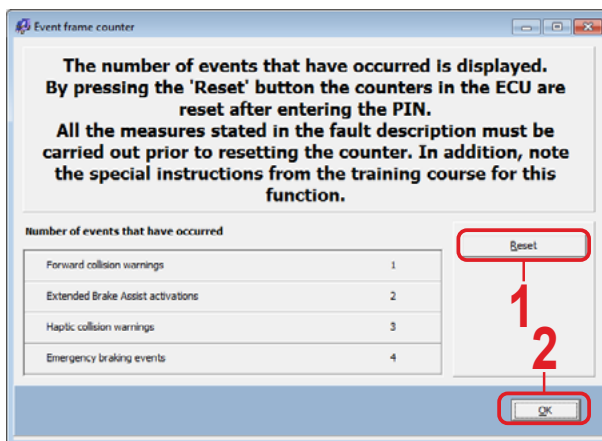 Event frame counter
The number of events that have occurred is displayed.
By pressing the 'Reset' button the counters in the ECU are
reset after entering the PIN.
All the measures stated in the fault description must be
carried out prior to resetting the counter. In addition, note
the special instructions from the training course for this
function.
Number of events that have occurred
Forward collision warnings 1
Extended Brake Assist activations 2
Haptic collision warnings 3
Emergency braking events 4
Reset
1
2
OK